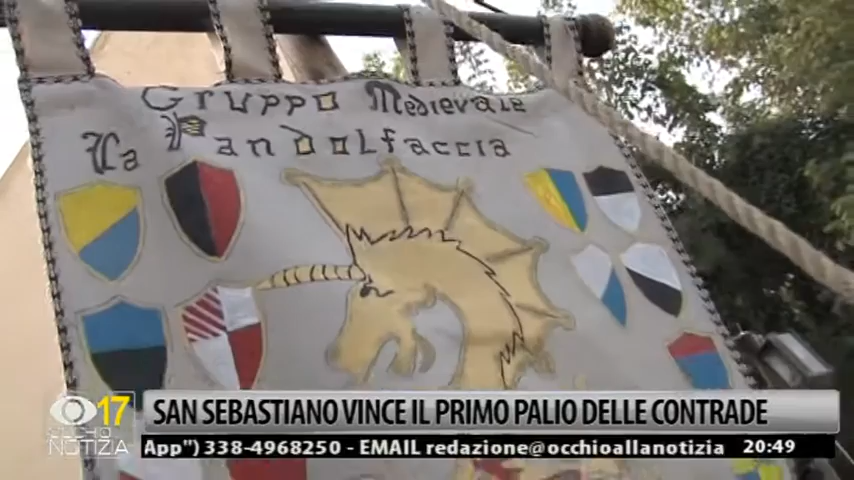 Gruppo Medievale
La Pandolfaccia
17
OCCHIO
NOTIZIA
SAN SEBASTIANO VINCE IL PRIMO PALIO DELLE CONTRADE
App") 338-4968250 - EMAIL redazione@occhioallanotizia
20:49